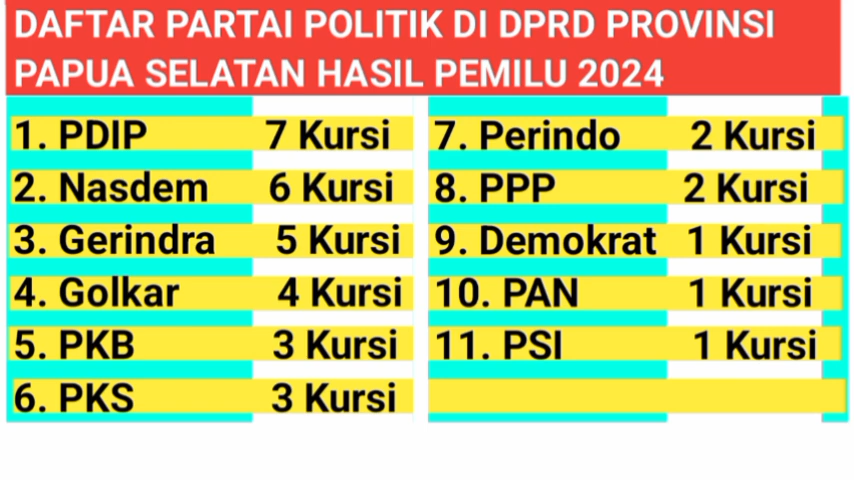 DAFTAR PARTAI POLITIK DI DPRD PROVINSI
PAPUA SELATAN HASIL PEMILU 2024
1. PDIP 7 Kursi
2. Nasdem 6 Kursi
3. Gerindra 5 Kursi
4. Golkar 4 Kursi
5. PKB 3 Kursi
6. PKS 3 Kursi
7. Perindo 2 Kursi
8. PPP 2 Kursi
9. Demokrat 1 Kursi
10. PAN 1 Kursi
11. PSI 1 Kursi